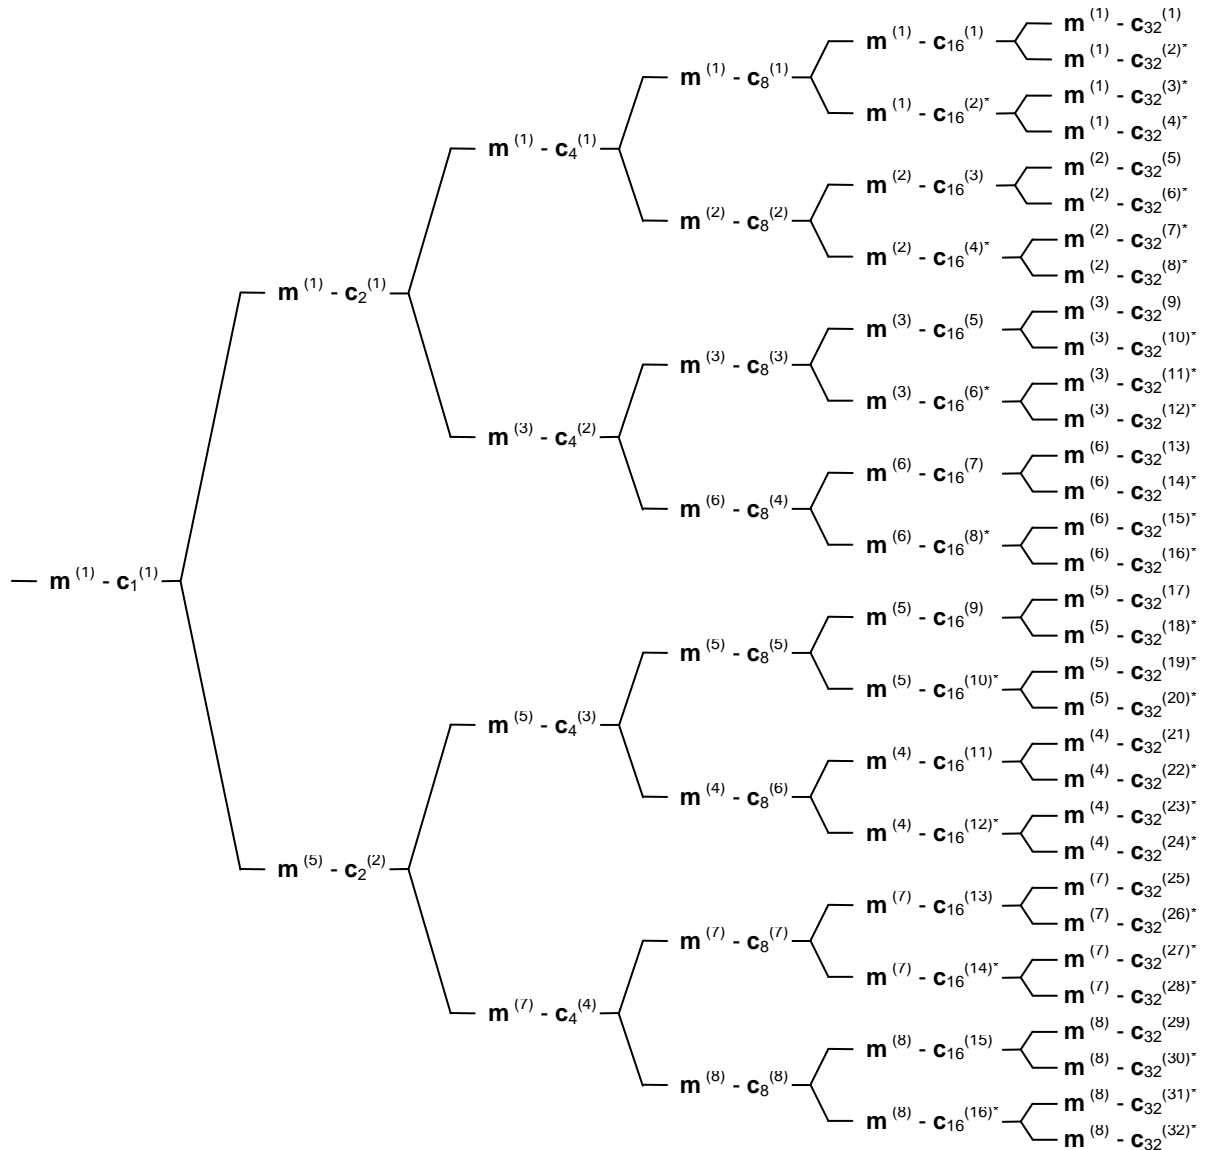 m (1) - c1(1)
m (1) - c2(1)
m (5) - c2(2)
m (1) - c4(1)
m (3) - c4(2)
m (5) - c4(3)
m (7) - c4(4)
m (1) - c8(1)
m (2) - c8(2)
m (3) - c8(3)
m (6) - c8(4)
m (5) - c8(5)
m (4) - c8(6)
m (7) - c8(7)
m (8) - c8(8)
m (1) - c16(1)
m (1) - c16(2)*
m (2) - c16(3)
m (2) - c16(4)*
m (3) - c16(5)
m (3) - c16(6)*
m (6) - c16(7)
m (6) - c16(8)*
m (5) - c16(9)
m (5) - c16(10)*
m (4) - c16(11)
m (4) - c16(12)*
m (7) - c16(13)
m (7) - c16(14)*
m (8) - c16(15)
m (8) - c16(16)*
m (1) - c32(1)
m (1) - c32(2)*
m (1) - c32(3)*
m (1) - c32(4)*
m (2) - c32(5)
m (2) - c32(6)*
m (2) - c32(7)*
m (2) - c32(8)*
m (3) - c32(9)
m (3) - c32(10)*
m (3) - c32(11)*
m (3) - c32(12)*
m (6) - c32(13)
m (6) - c32(14)*
m (6) - c32(15)*
m (6) - c32(16)*
m (5) - c32(17)
m (5) - c32(18)*
m (5) - c32(19)*
m (5) - c32(20)*
m (4) - c32(21)
m (4) - c32(22)*
m (4) - c32(23)*
m (4) - c32(24)*
m (7) - c32(25)
m (7) - c32(26)*
m (7) - c32(27)*
m (7) - c32(28)*
m (8) - c32(29)
m (8) - c32(30)*
m (8) - c32(31)*
m (8) - c32(32)*